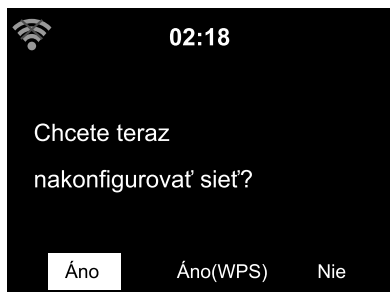 02:18
Chcete teraz
nakonfigurovať sieť?
Áno Áno(WPS) Nie